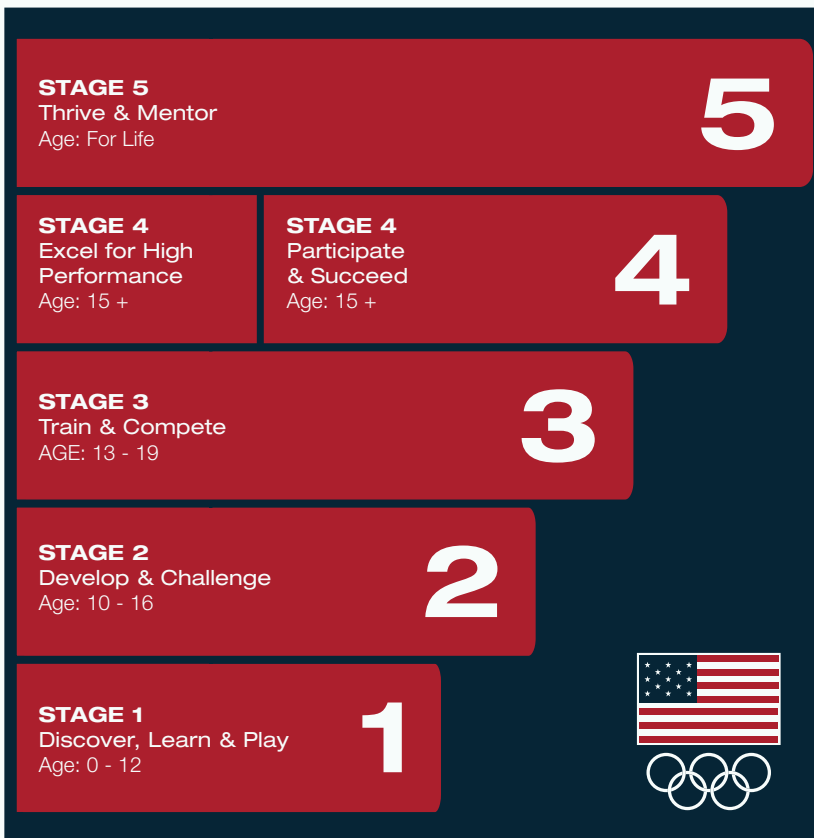 STAGE 5
Thrive & Mentor
Age: For Life
5
STAGE 4
Excel for High
Performance
Age: 15 +
STAGE 4
Participate
& Succeed
Age: 15 +
4
STAGE 3
Train & Compete
AGE: 13 - 19
3
STAGE 2
Develop & Challenge
Age: 10 - 16
2
STAGE 1
Discover, Learn & Play
Age: 0 - 12
1